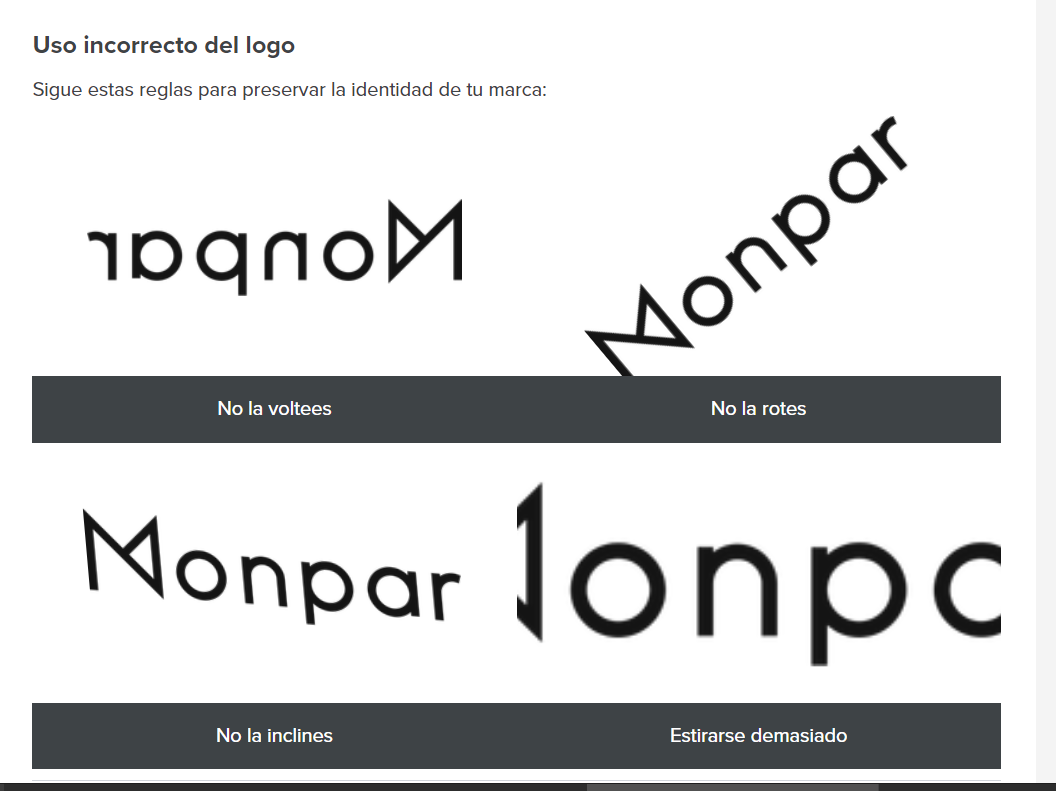 Uso incorrecto del logo
Sigue estas reglas para preservar la identidad de tu marca:
Monpar
Monpar
No la voltees
No la rotes
Monpar
onpa
No la inclines
Estirarse demasiado